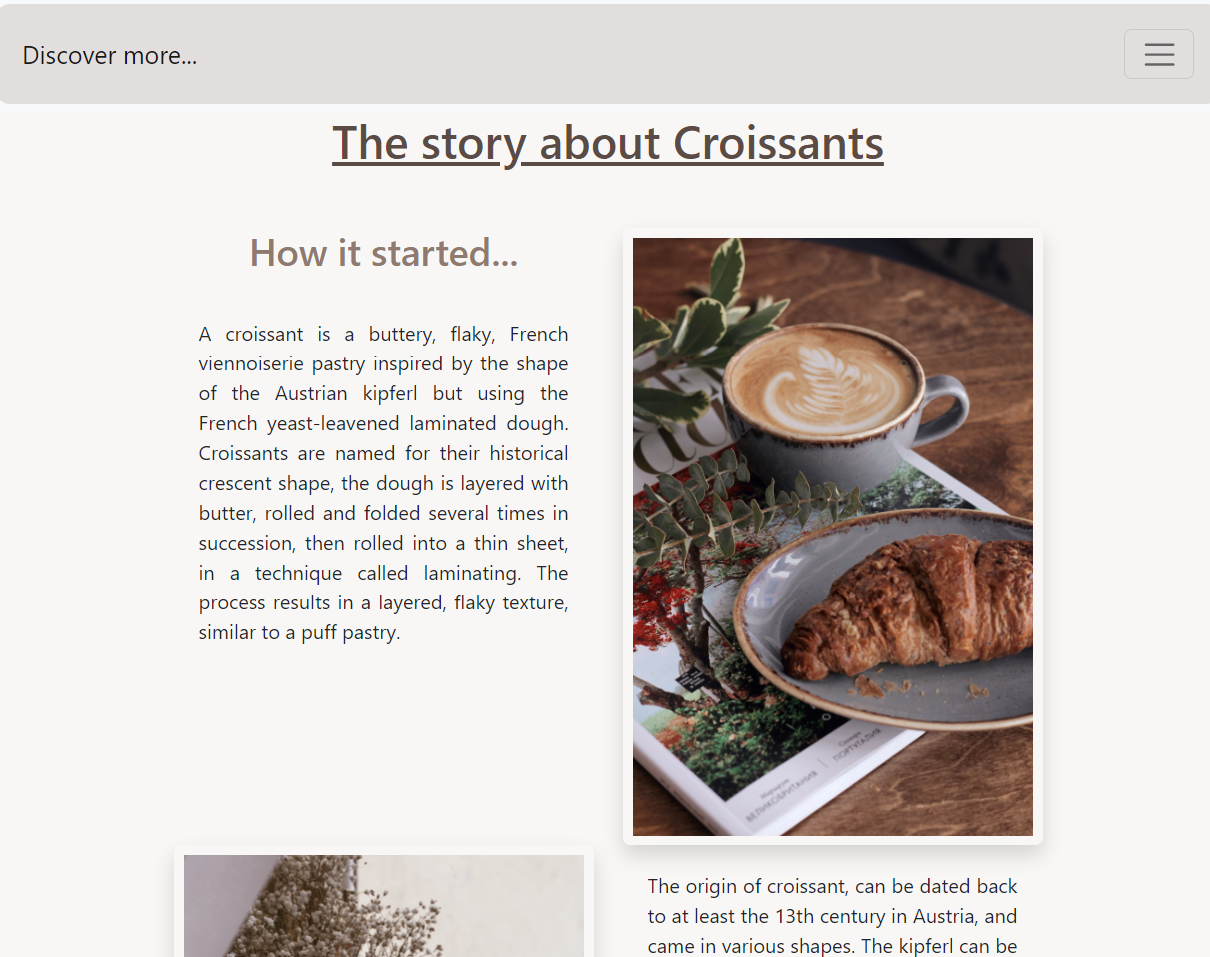 Discover more...
The story about Croissants
How it started...
A croissant is a buttery, flaky, French
viennoiserie pastry inspired by the shape
of the Austrian kipferl but using the
French yeast-leavened laminated dough.
Croissants are named for their historical
crescent shape, the dough is layered with
butter, rolled and folded several times in
succession, then rolled into a thin sheet,
in a technique called laminating. The
process results in a layered, flaky texture,
similar to a puff pastry.
ВЕЛИКОБРИТАНИЯ
ПОРТУГАЛИЯ
The origin of croissant, can be dated back
to at least the 13th century in Austria, and
came in various shapes. The kipferl can be